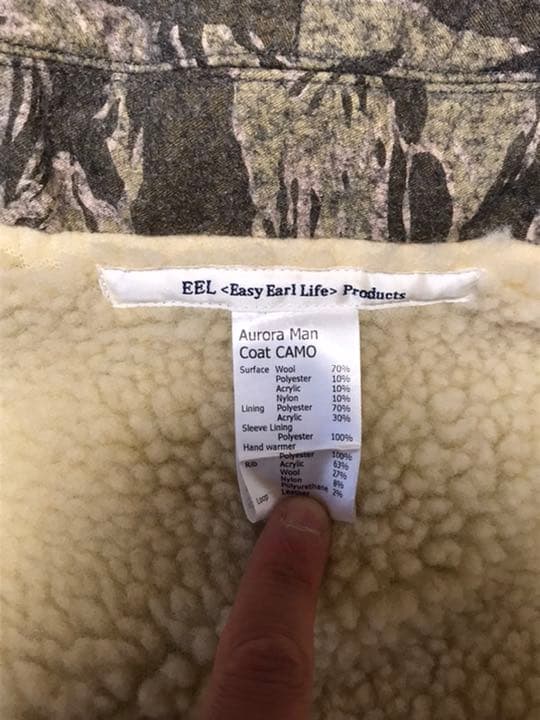 EEL <Easy Earl Life> Products
Aurora Man
Coat CAMO
Surface Wool 70%
Polyester 10%
Acrylic 10%
Nylon 10%
Lining Polyester 70%
Acrylic 30%
Sleeve Lining
Polyester 100%
Hand warmer
Polyester 100%
Rib Acrylic 63%
Wool 27%
Nylon 8%
Polyurethane 2%
Loop Leather